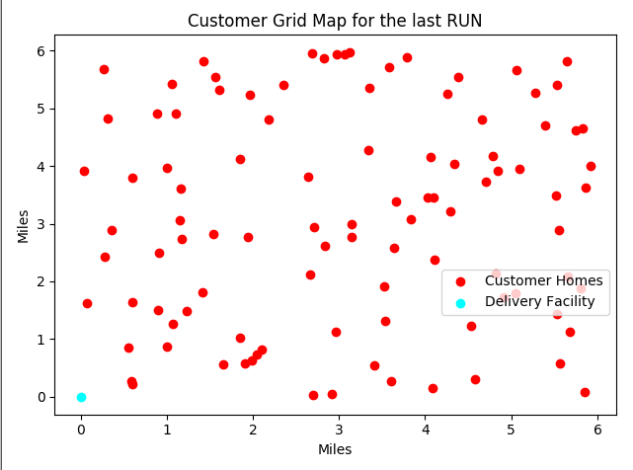 Customer Grid Map for the last RUN
6
5
4
3
2
1
0
Miles
Customer Homes
Delivery Facility
0 1 2 3 4 5 6
Miles